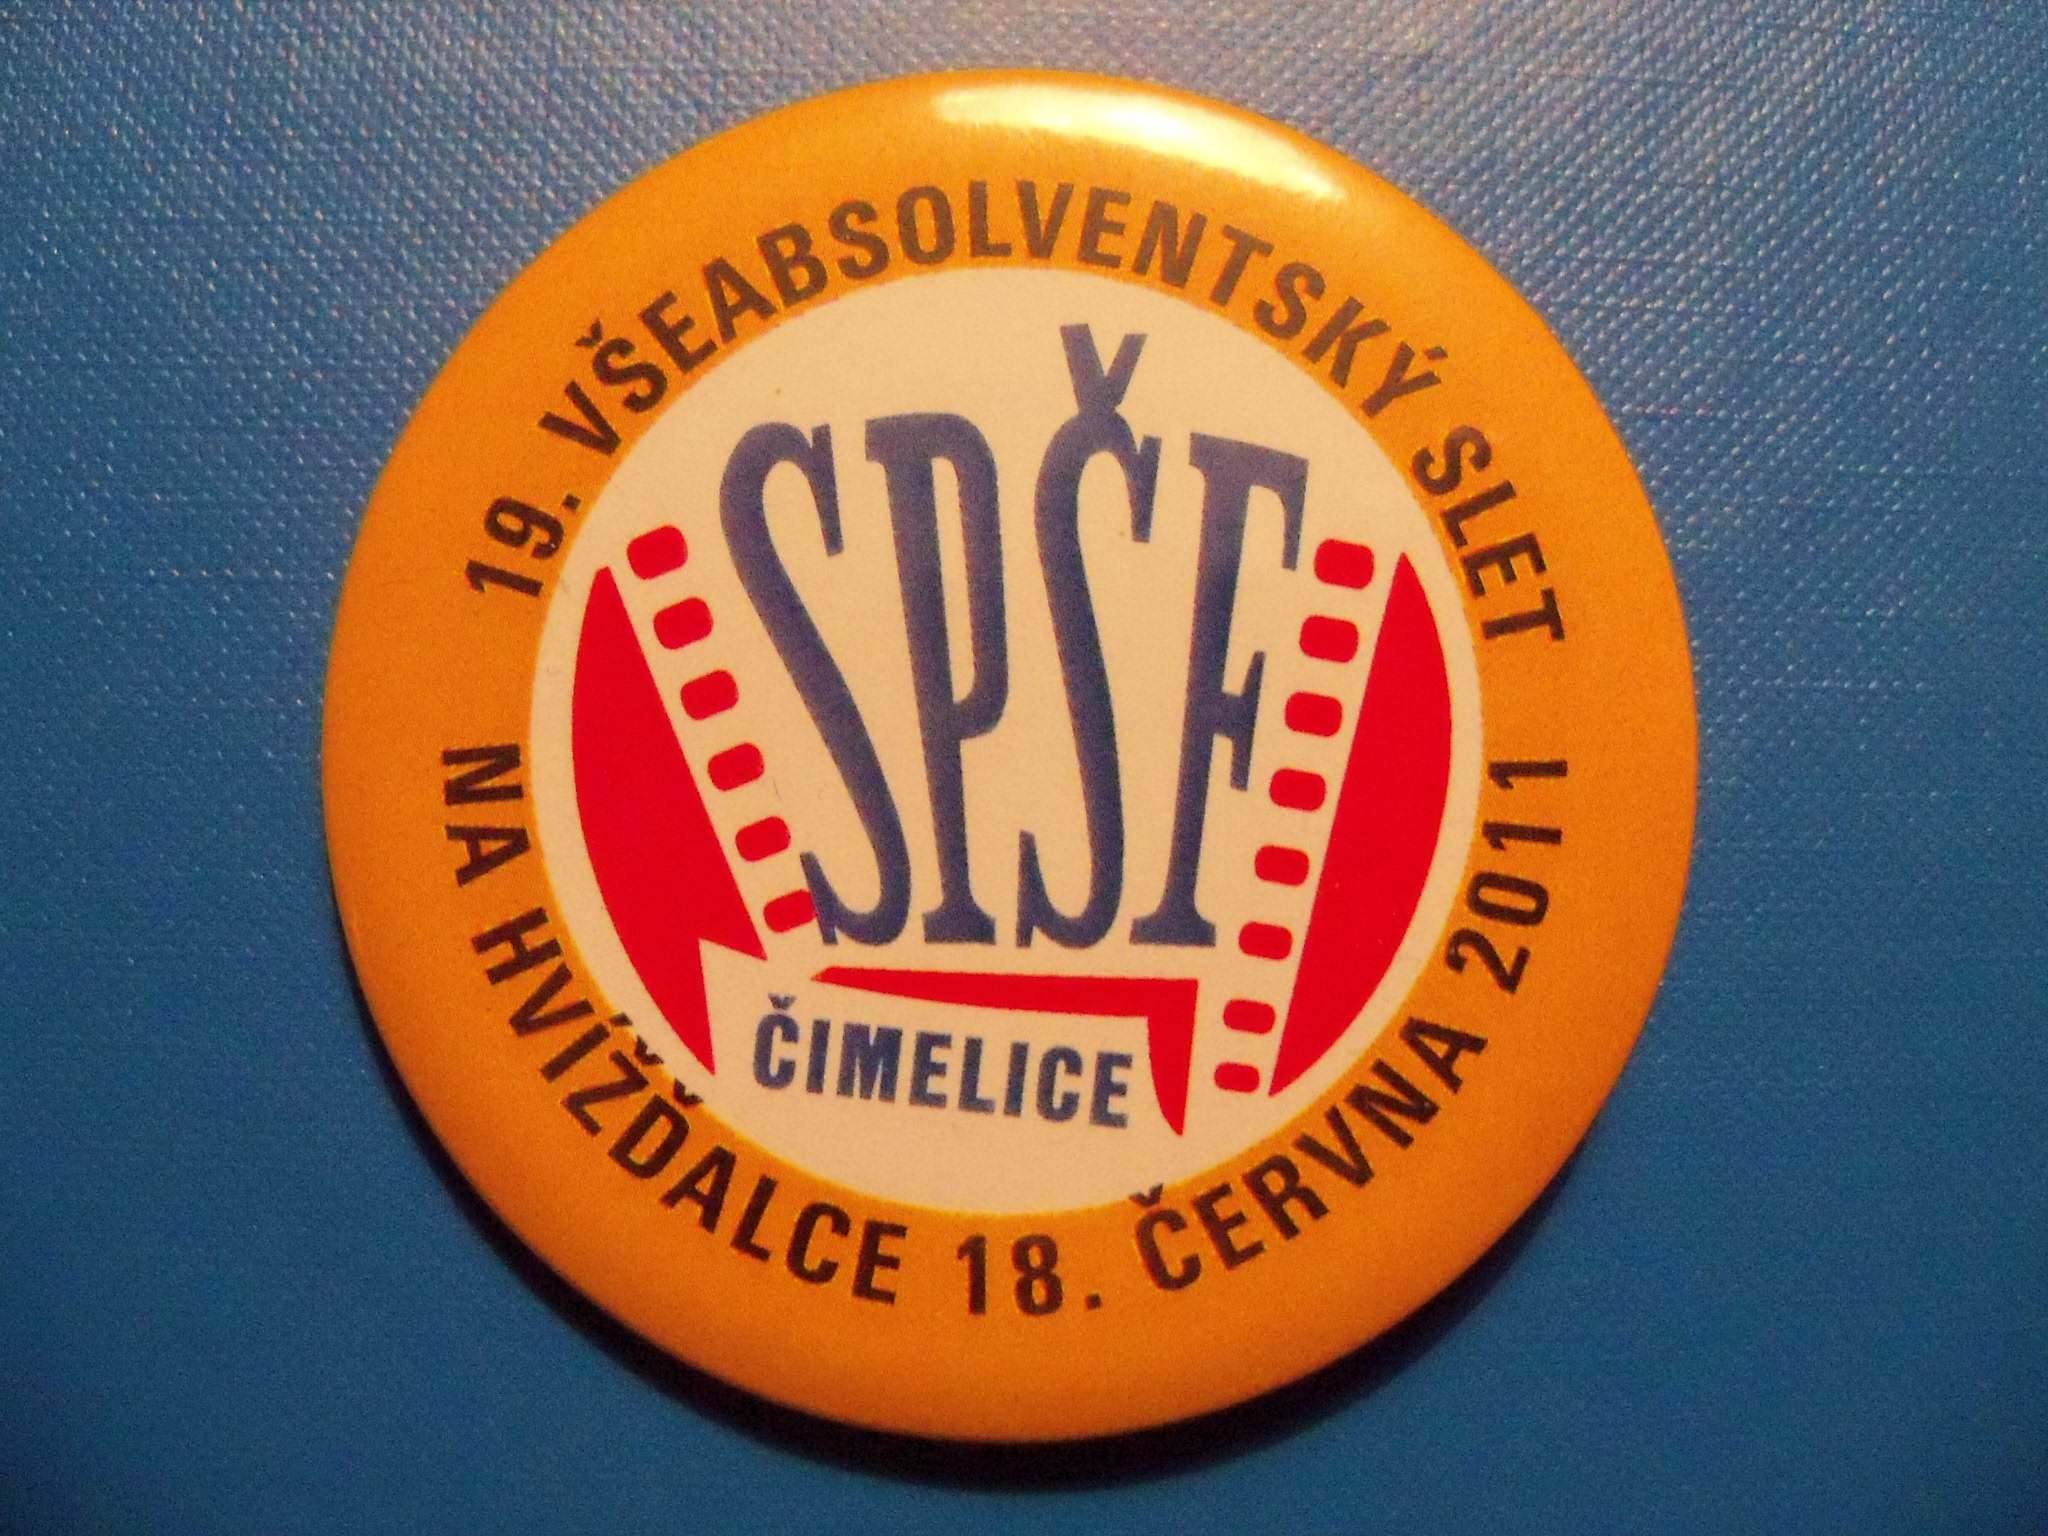 19. VŠEABSOLVENTSKÝ SLET
SPŠF
ČIMELICE
NA HVÍŽĎALCE 18. ČERVNA 2011